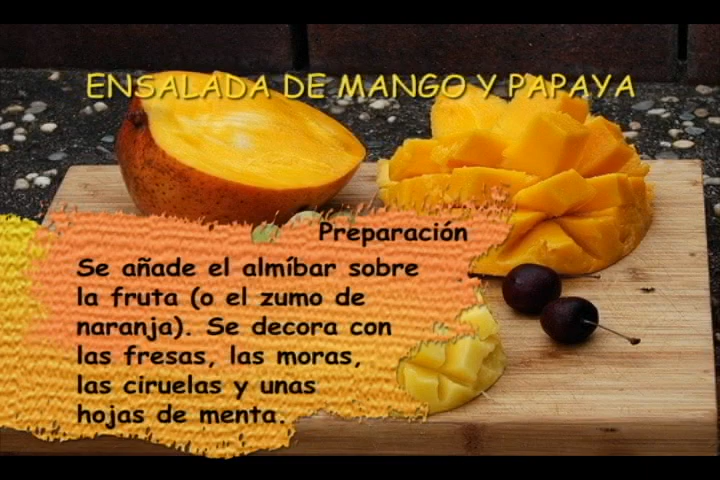 ENSALADA DE MANGO Y PAPAYA
Preparación
Se añade el almíbar sobre
la fruta (o el zumo de
naranja). Se decora con
las fresas, las moras,
las ciruelas y unas
hojas de menta.